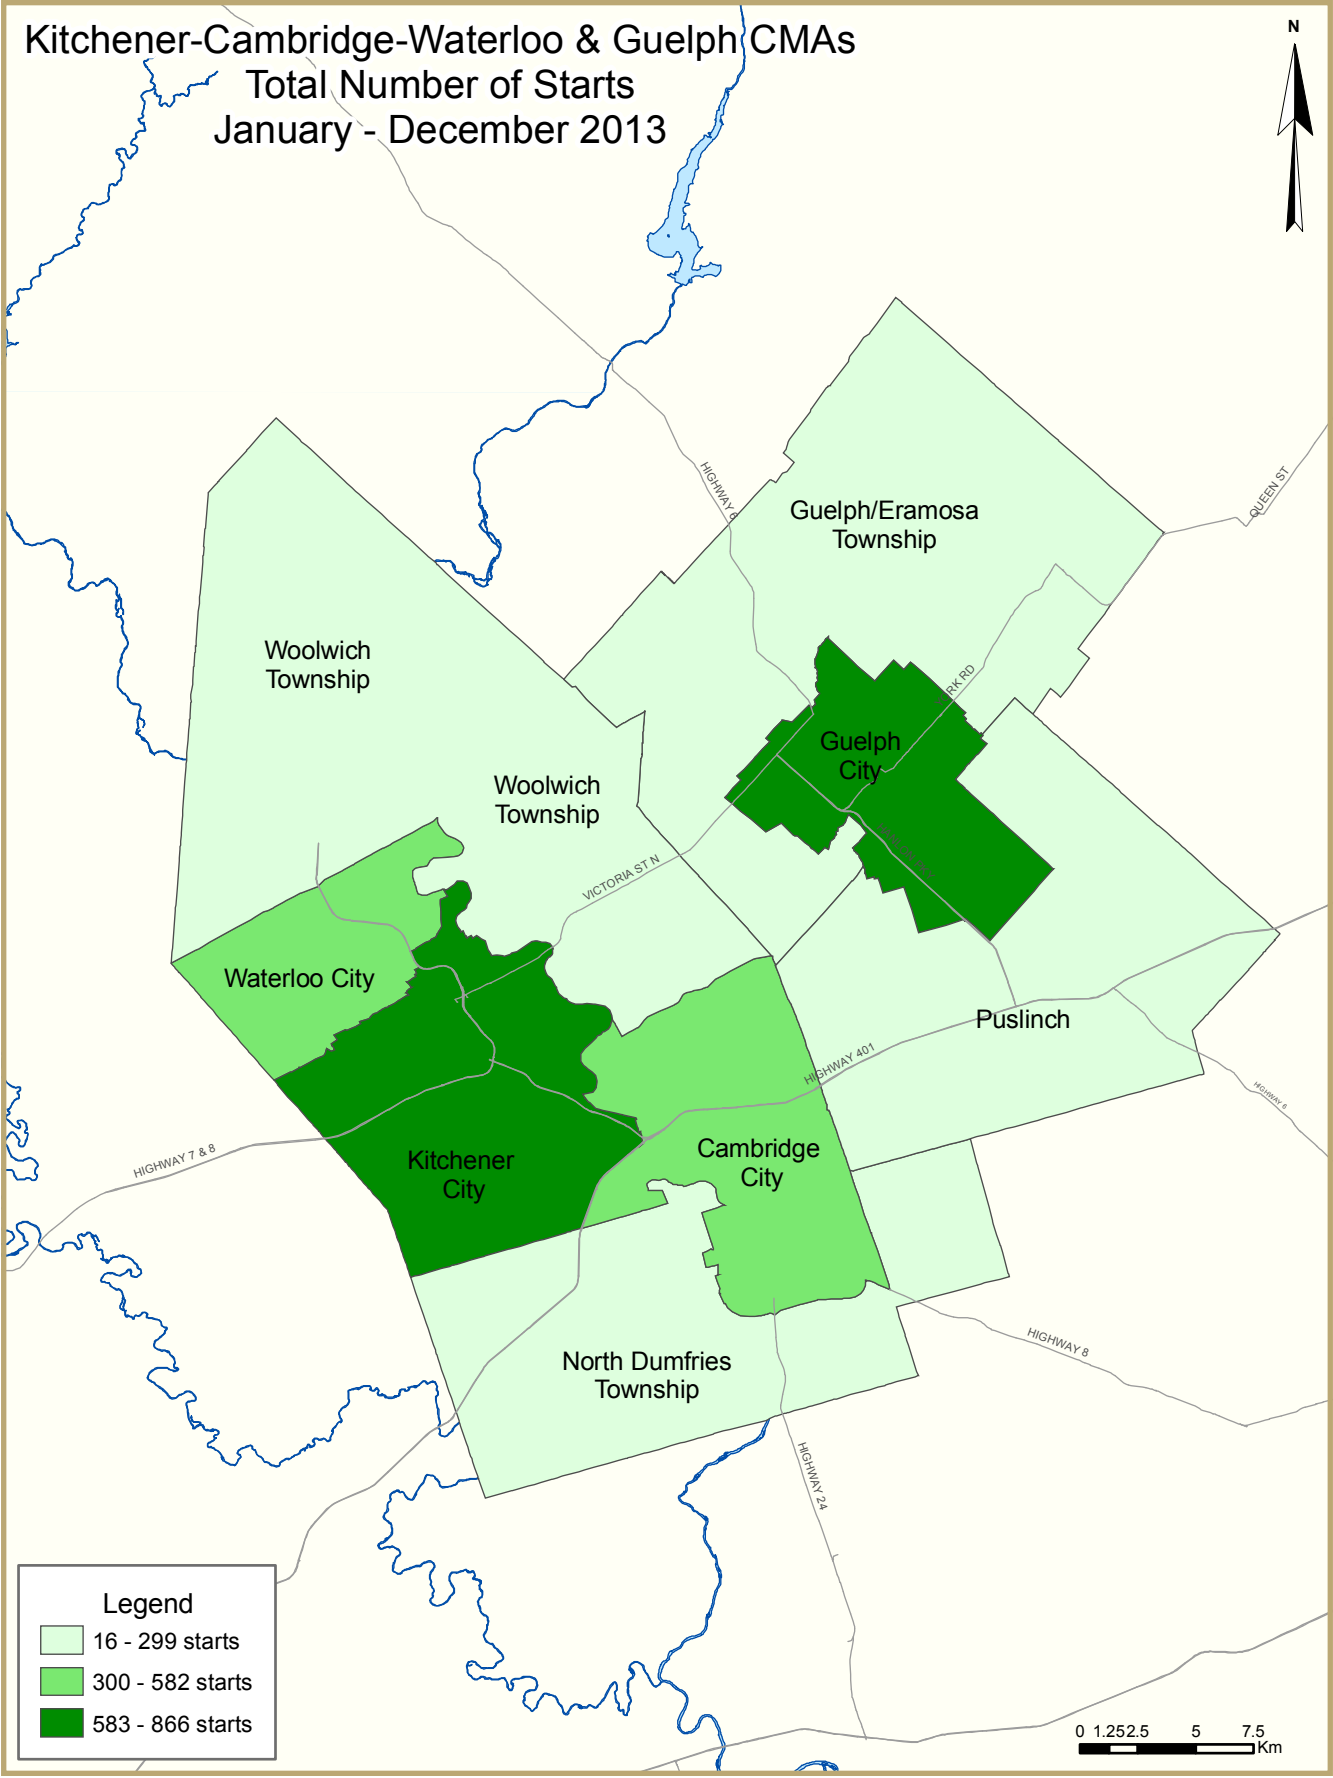 Kitchener-Cambridge-Waterloo & Guelph CMAs
Total Number of Starts
January - December 2013
N
HIGHWAY 6
QUEEN ST
Guelph/Eramosa
Township
Woolwich
Township
RK RD
Guelph
City
Woolwich
Township
VICTORIA ST N
Waterloo City
Puslinch
HIGHWAY 401
HIGHWAY 6
HIGHWAY 7 & 8
Kitchener
City
Cambridge
City
HIGHWAY 8
North Dumfries
Township
HIGHWAY 24
Legend
16 - 299 starts
300 - 582 starts
583 - 866 starts
0 1.25 2.5 5 7.5
Km